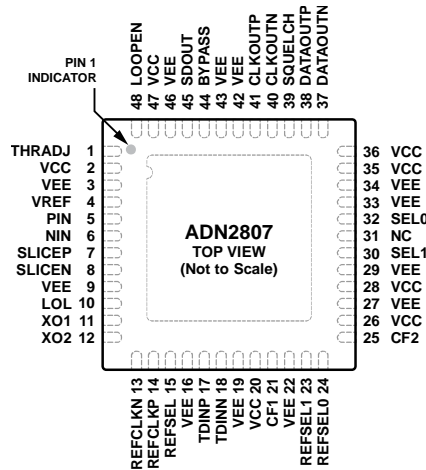 PIN 1
INDICATOR
48 LOOPEN
47 VCC
46 VEE
45 SDOUT
44 BYPASS
43 VEE
42 VEE
41 CLKOUTP
40 CLKOUTN
39 SQUELCH
38 DATAOUTP
37 DATAOUTN
THRADJ 1
VCC 2
VEE 3
VREF 4
PIN 5
NIN 6
SLICEP 7
SLICEN 8
VEE 9
LOL 10
XO1 11
XO2 12
ADN2807
TOP VIEW
(Not to Scale)
36 VCC
35 VCC
34 VEE
33 VEE
32 SEL0
31 NC
30 SEL1
29 VEE
28 VCC
27 VEE
26 VCC
25 CF2
REFCLKN 13
REFCLKP 14
REFSEL 15
VEE 16
TDINP 17
TDINN 18
VEE 19
VCC 20
CF1 21
VEE 22
REFSEL1 23
REFSEL0 24